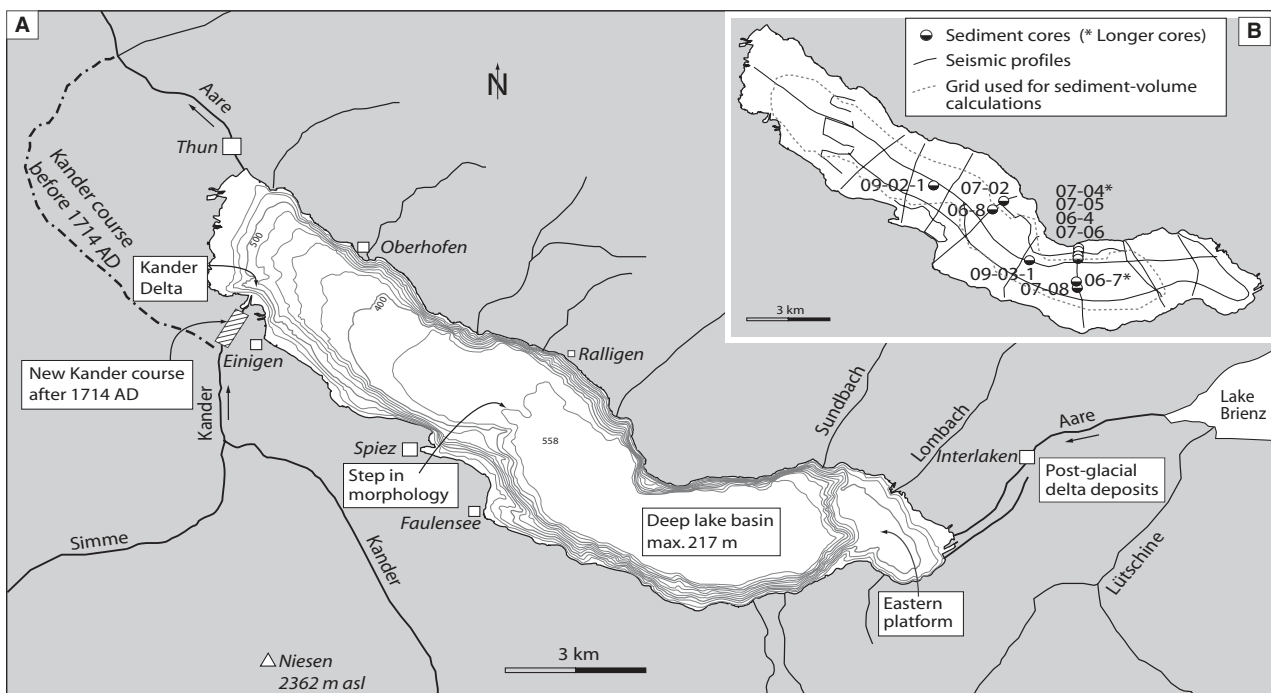 A
N
Aare
Thun
Kander course
before 1714 AD
500
Kander
Delta
Oberhofen
400
New Kander course
after 1714 AD
Einigen
Kander
Ralligen
558
Spiez
Step in
morphology
Faulensee
Simme
Kander
Deep lake basin
max. 217 m
Sundbach
Lombach
Aare
Lake
Brienz
Interlaken
Post-glacial
delta deposits
Lütschine
Eastern
platform
Niesen
2362 m asl
3 km
B
Sediment cores (* Longer cores)
Seismic profiles
Grid used for sediment-volume
calculations
09-02-1
07-02
06-8
07-04*
07-05
06-4
07-06
09-03-1
07-08
06-7*
3 km